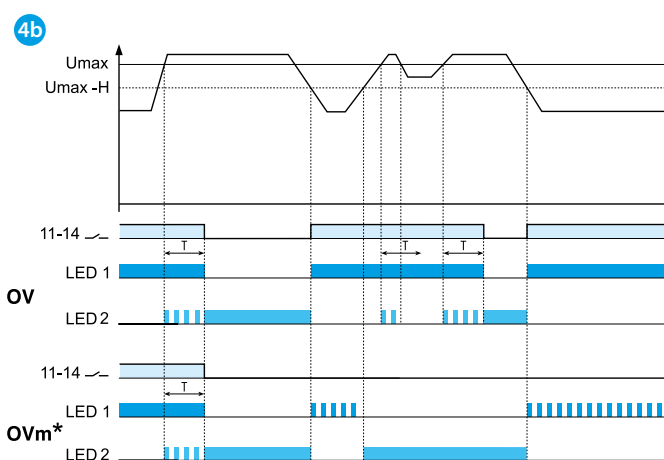 4b
Umax
Umax -H
11-14
T
T
T
LED 1
OV
LED 2
11-14
T
LED 1
OVm*
LED 2